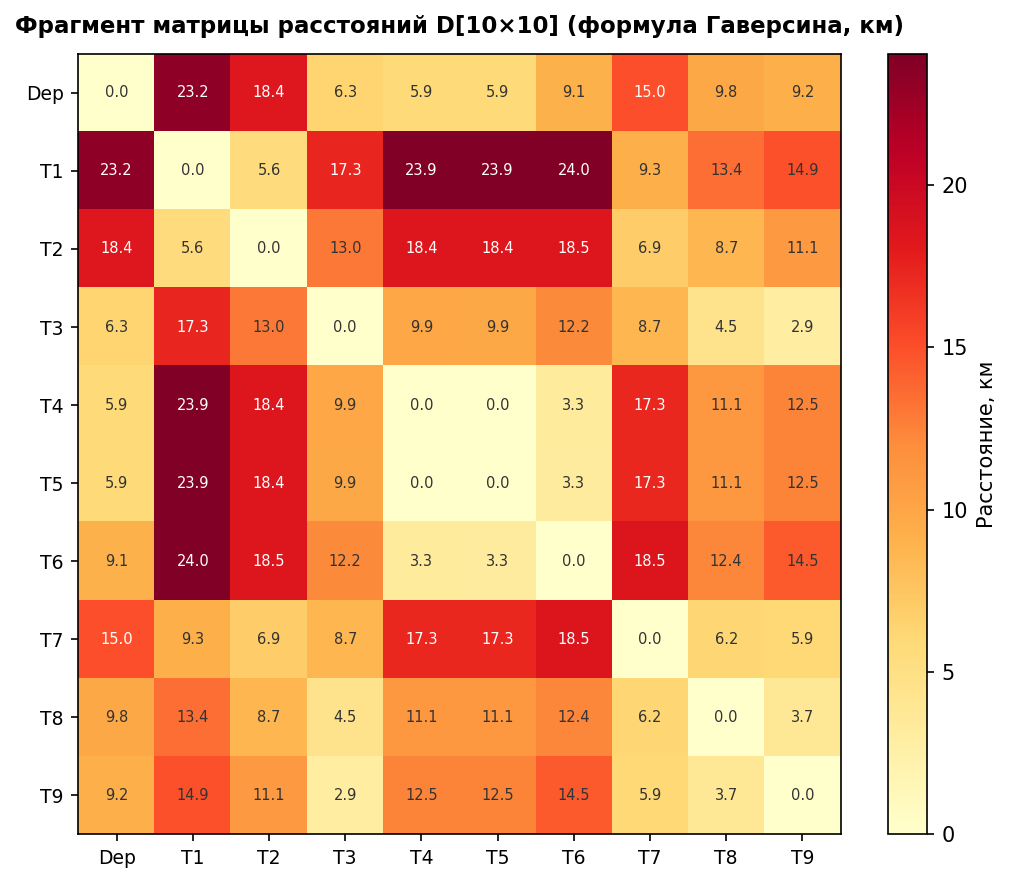 Фрагмент матрицы расстояний D[10×10] (формула Гаверсина, км)
Dep 0.0 23.2 18.4 6.3 5.9 5.9 9.1 15.0 9.8 9.2
T1 23.2 0.0 5.6 17.3 23.9 23.9 24.0 9.3 13.4 14.9
T2 18.4 5.6 0.0 13.0 18.4 18.4 18.5 6.9 8.7 11.1
T3 6.3 17.3 13.0 0.0 9.9 9.9 12.2 8.7 4.5 2.9
T4 5.9 23.9 18.4 9.9 0.0 0.0 3.3 17.3 11.1 12.5
T5 5.9 23.9 18.4 9.9 0.0 0.0 3.3 17.3 11.1 12.5
T6 9.1 24.0 18.5 12.2 3.3 3.3 0.0 18.5 12.4 14.5
T7 15.0 9.3 6.9 8.7 17.3 17.3 18.5 0.0 6.2 5.9
T8 9.8 13.4 8.7 4.5 11.1 11.1 12.4 6.2 0.0 3.7
T9 9.2 14.9 11.1 2.9 12.5 12.5 14.5 5.9 3.7 0.0
Dep T1 T2 T3 T4 T5 T6 T7 T8 T9
20
15
10
5
0
Расстояние, км